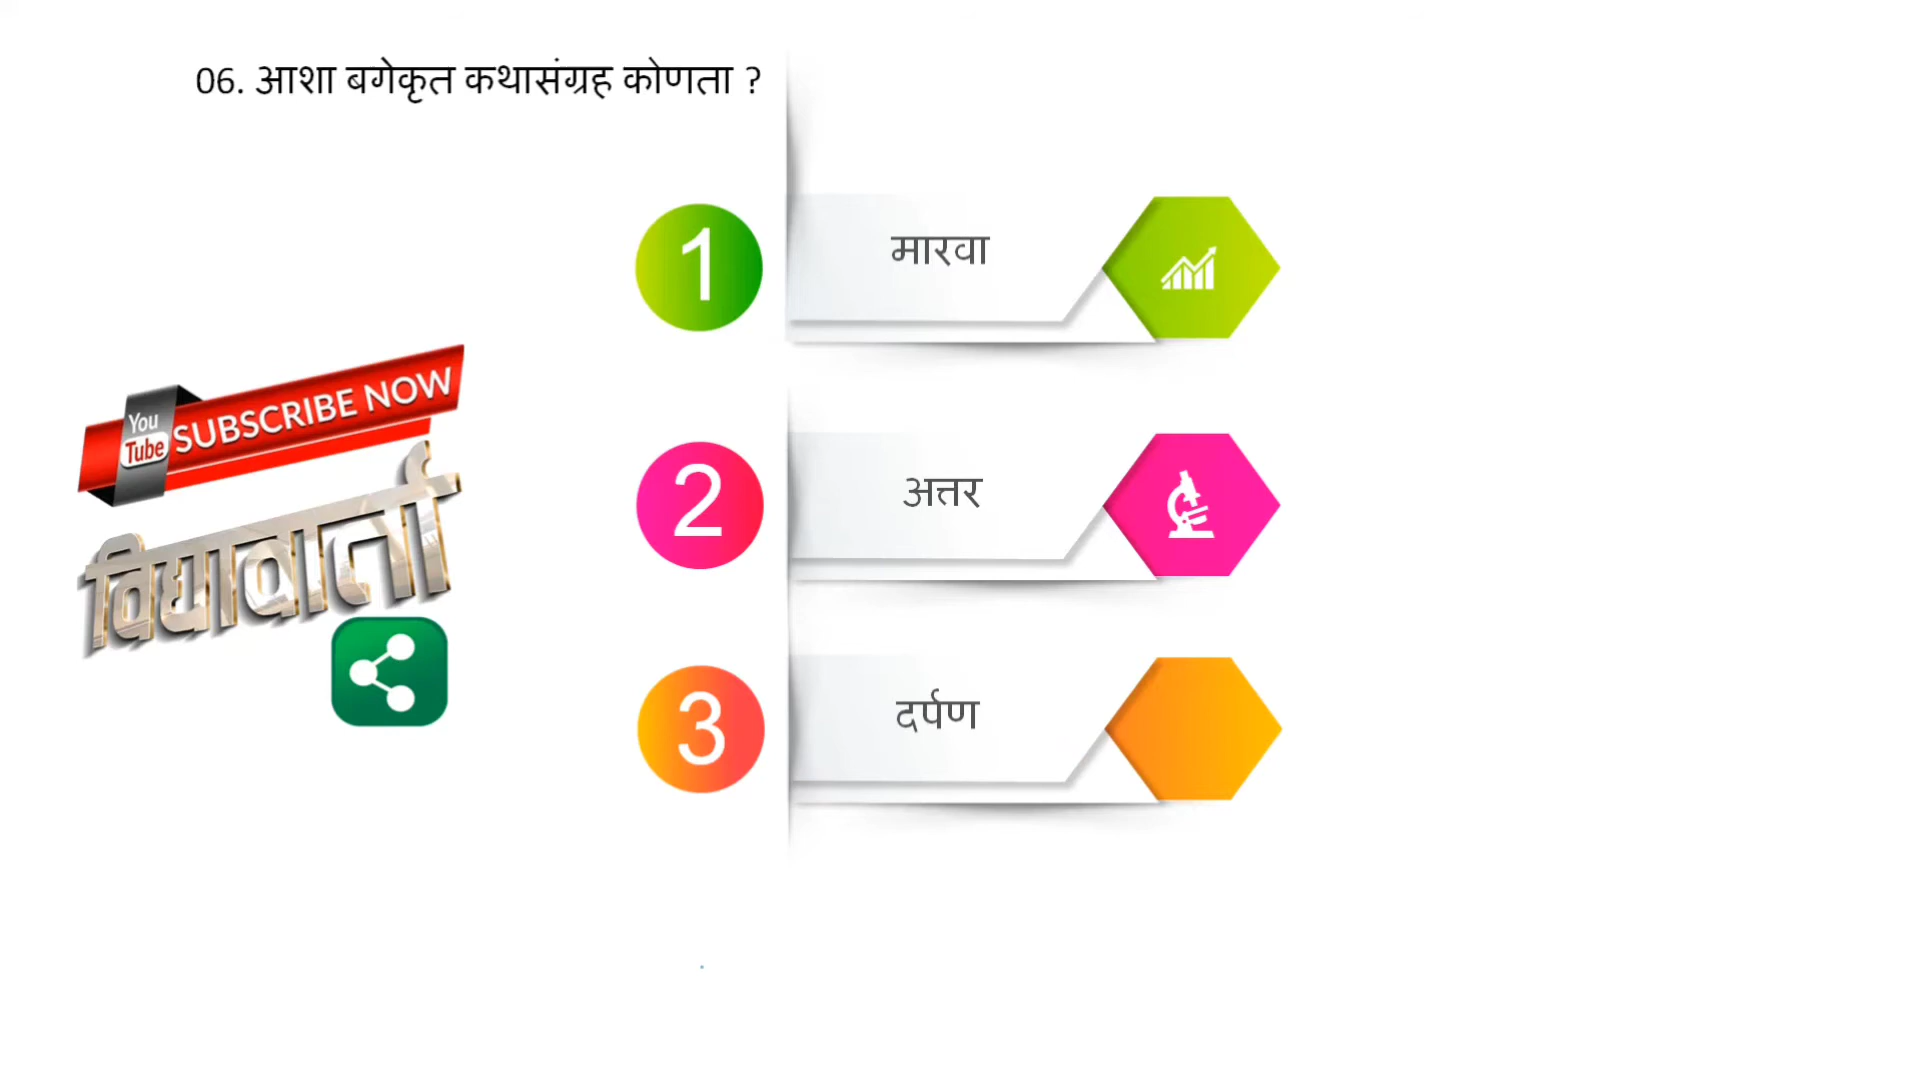 06. आशा बगेकृत कथासंग्रह कोणता ?
1
मारवा
You
Tube
SUBSCRIBE NOW
विद्यावार्ता
2
अत्तर
3
दर्पण